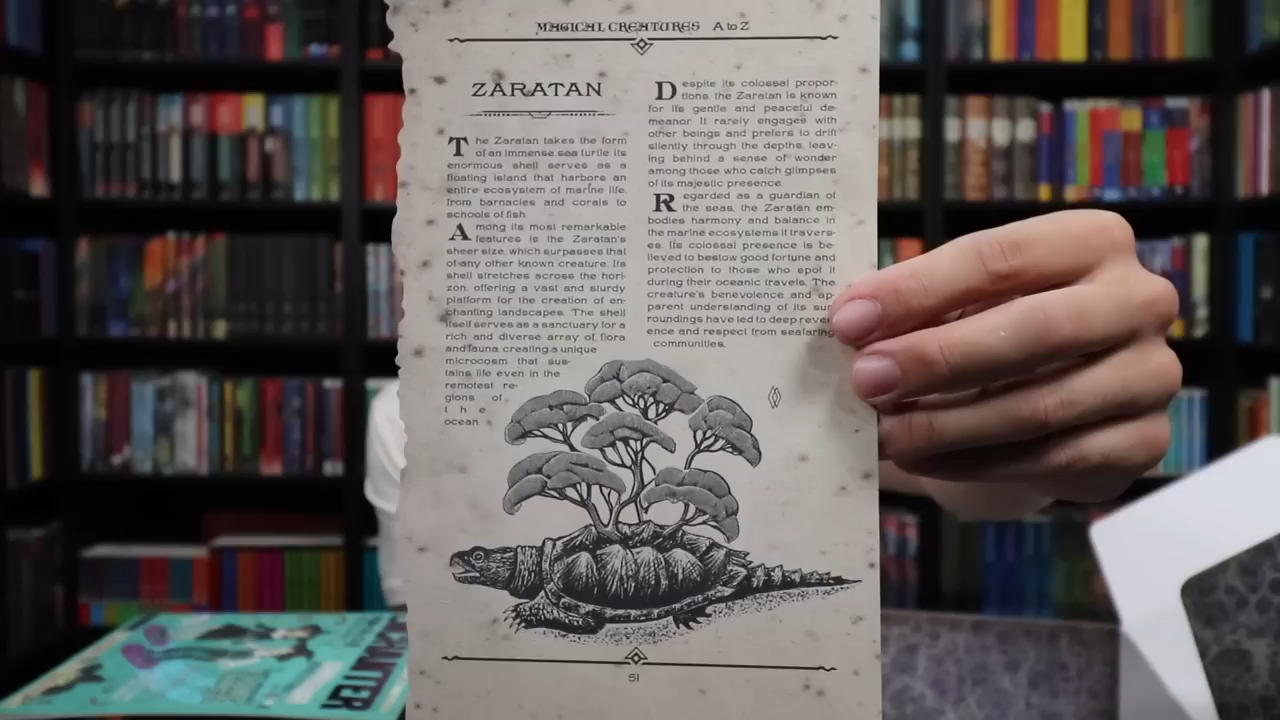 MAGICAL CREATURES A to Z
ZARATAN
The Zaratan takes the form
of an immense sea turtle its
enormous shell serves as a
floating island that harbors an
entire ecosystem of marine life,
from barnacles and corals to
schools of fish.
Among its most remarkable
features is the Zaratan's
sheer size, which surpasses that
of any other known creature. Its
shell stretches across the hori-
zon, offering a vast and sturdy
platform for the creation of en-
chanting landscapes. The shell
itself serves as a sanctuary for a
rich and diverse array of flora
and fauna, creating a unique
microcosm that sus-
tains life even in the
remotest re-
gions of
the
ocean.
Despite its colossal propor-
tions, the Zaratan is known
for its gentle and peaceful de-
meanor. It rarely engages with
other beings and prefers to drift
silently through the depths, leav-
ing behind a sense of wonder
among those who catch glimpses
of its majestic presence.
Regarded as a guardian of
the seas, the Zaratan em-
bodies harmony and balance in
the marine ecosystems it travers-
es. Its colossal presence is be-
lieved to bestow good fortune and
protection to those who spot it
during their oceanic travels. The
creature's benevolence and ap-
parent understanding of its sur
roundings have led to deep rever
ence and respect from seafaring
communities.
51